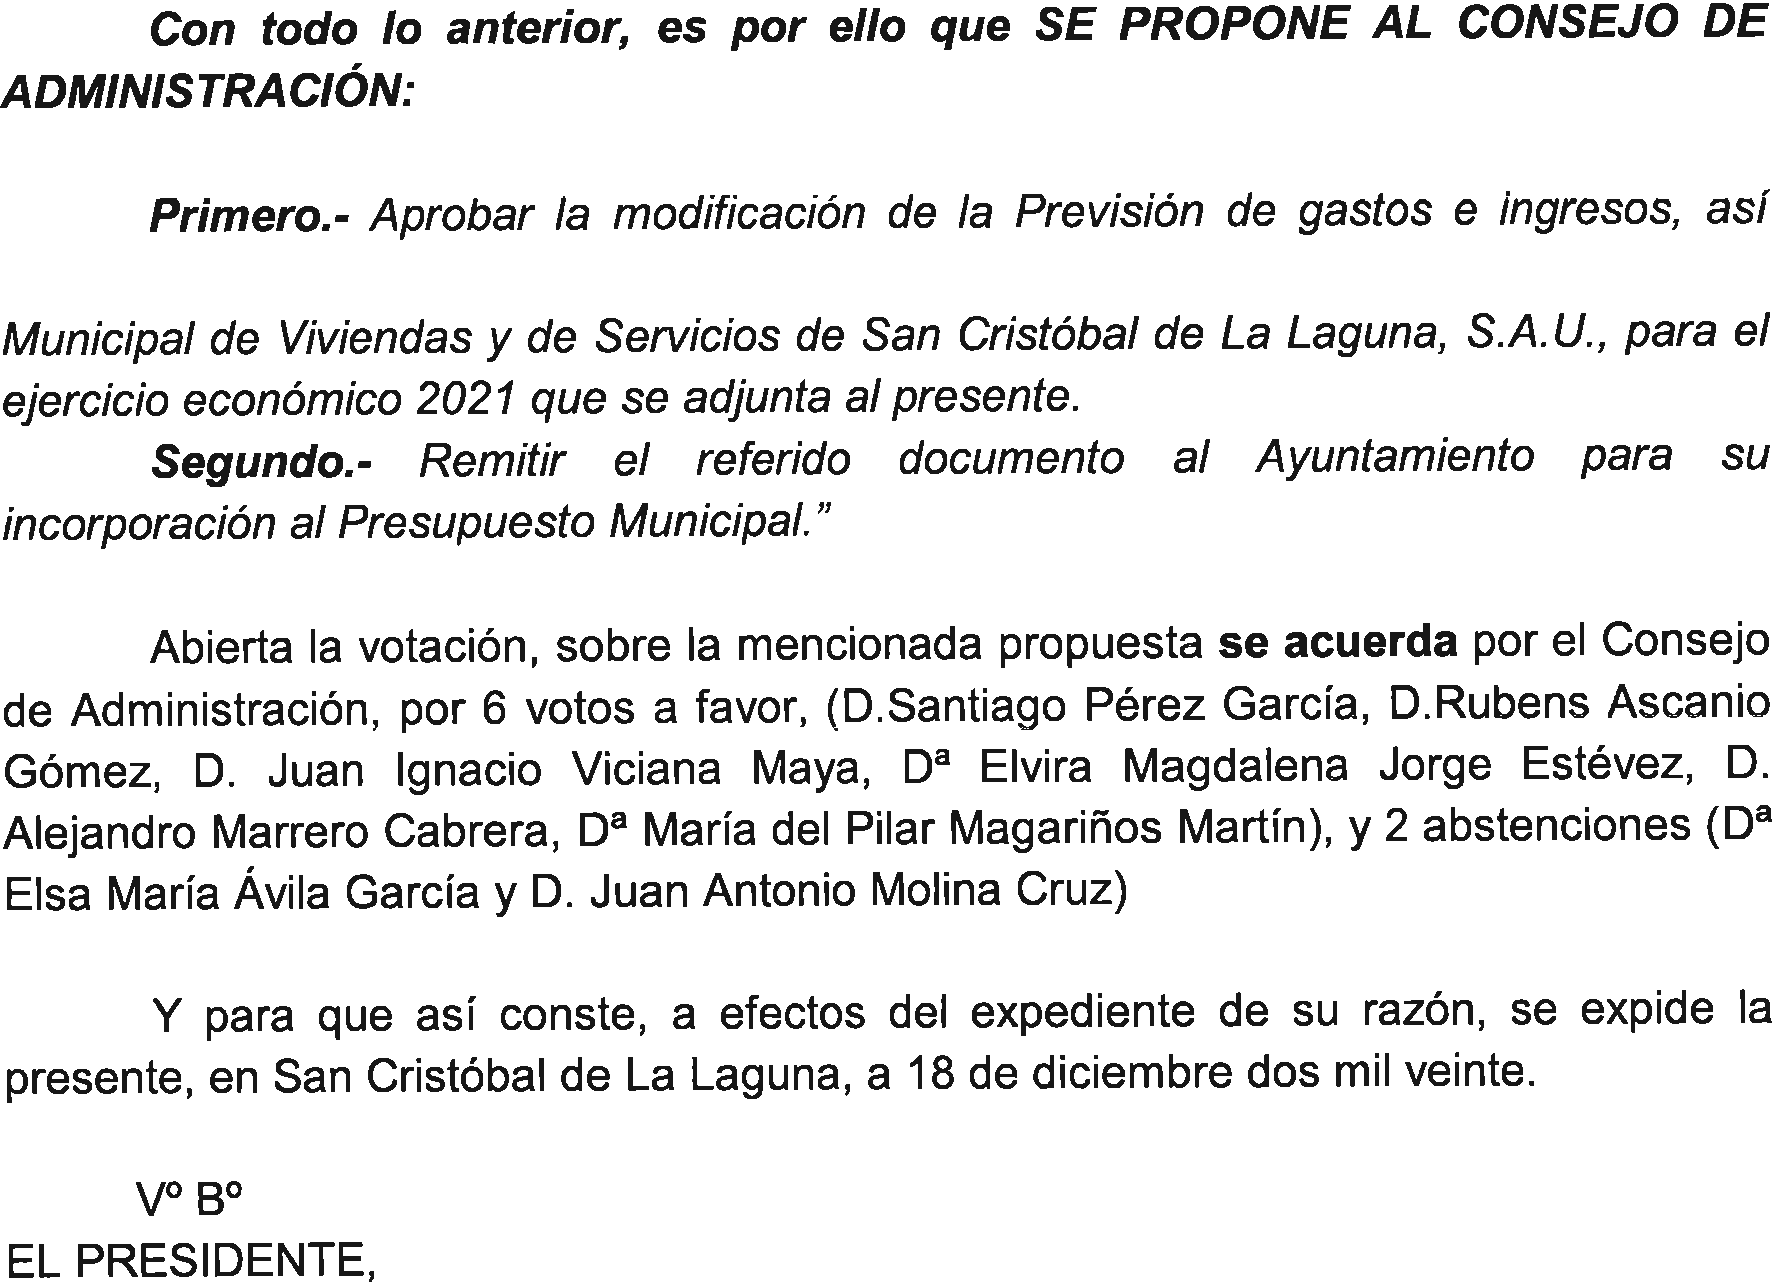 Con todo lo anterior, es por ello que SE PROPONE AL CONSEJO DE
ADMINISTRACIÓN:
Primero.- Aprobar la modificación de la Previsión de gastos e ingresos, así
Municipal de Viviendas y de Servicios de San Cristóbal de La Laguna, S.A.U., para el
ejercicio económico 2021 que se adjunta al presente.
Segundo.- Remitir el referido documento al Ayuntamiento para su
incorporación al Presupuesto Municipal.”
Abierta la votación, sobre la mencionada propuesta se acuerda por el Consejo
de Administración, por 6 votos a favor, (D.Santiago Pérez García, D.Rubens Ascanio
Gómez, D. Juan Ignacio Viciana Maya, Dª Elvira Magdalena Jorge Estévez, D.
Alejandro Marrero Cabrera, Dª María del Pilar Magariños Martín), y 2 abstenciones (Dª
Elsa María Ávila García y D. Juan Antonio Molina Cruz)
Y para que así conste, a efectos del expediente de su razón, se expide la
presente, en San Cristóbal de La Laguna, a 18 de diciembre dos mil veinte.
Vº Bº
EL PRESIDENTE,